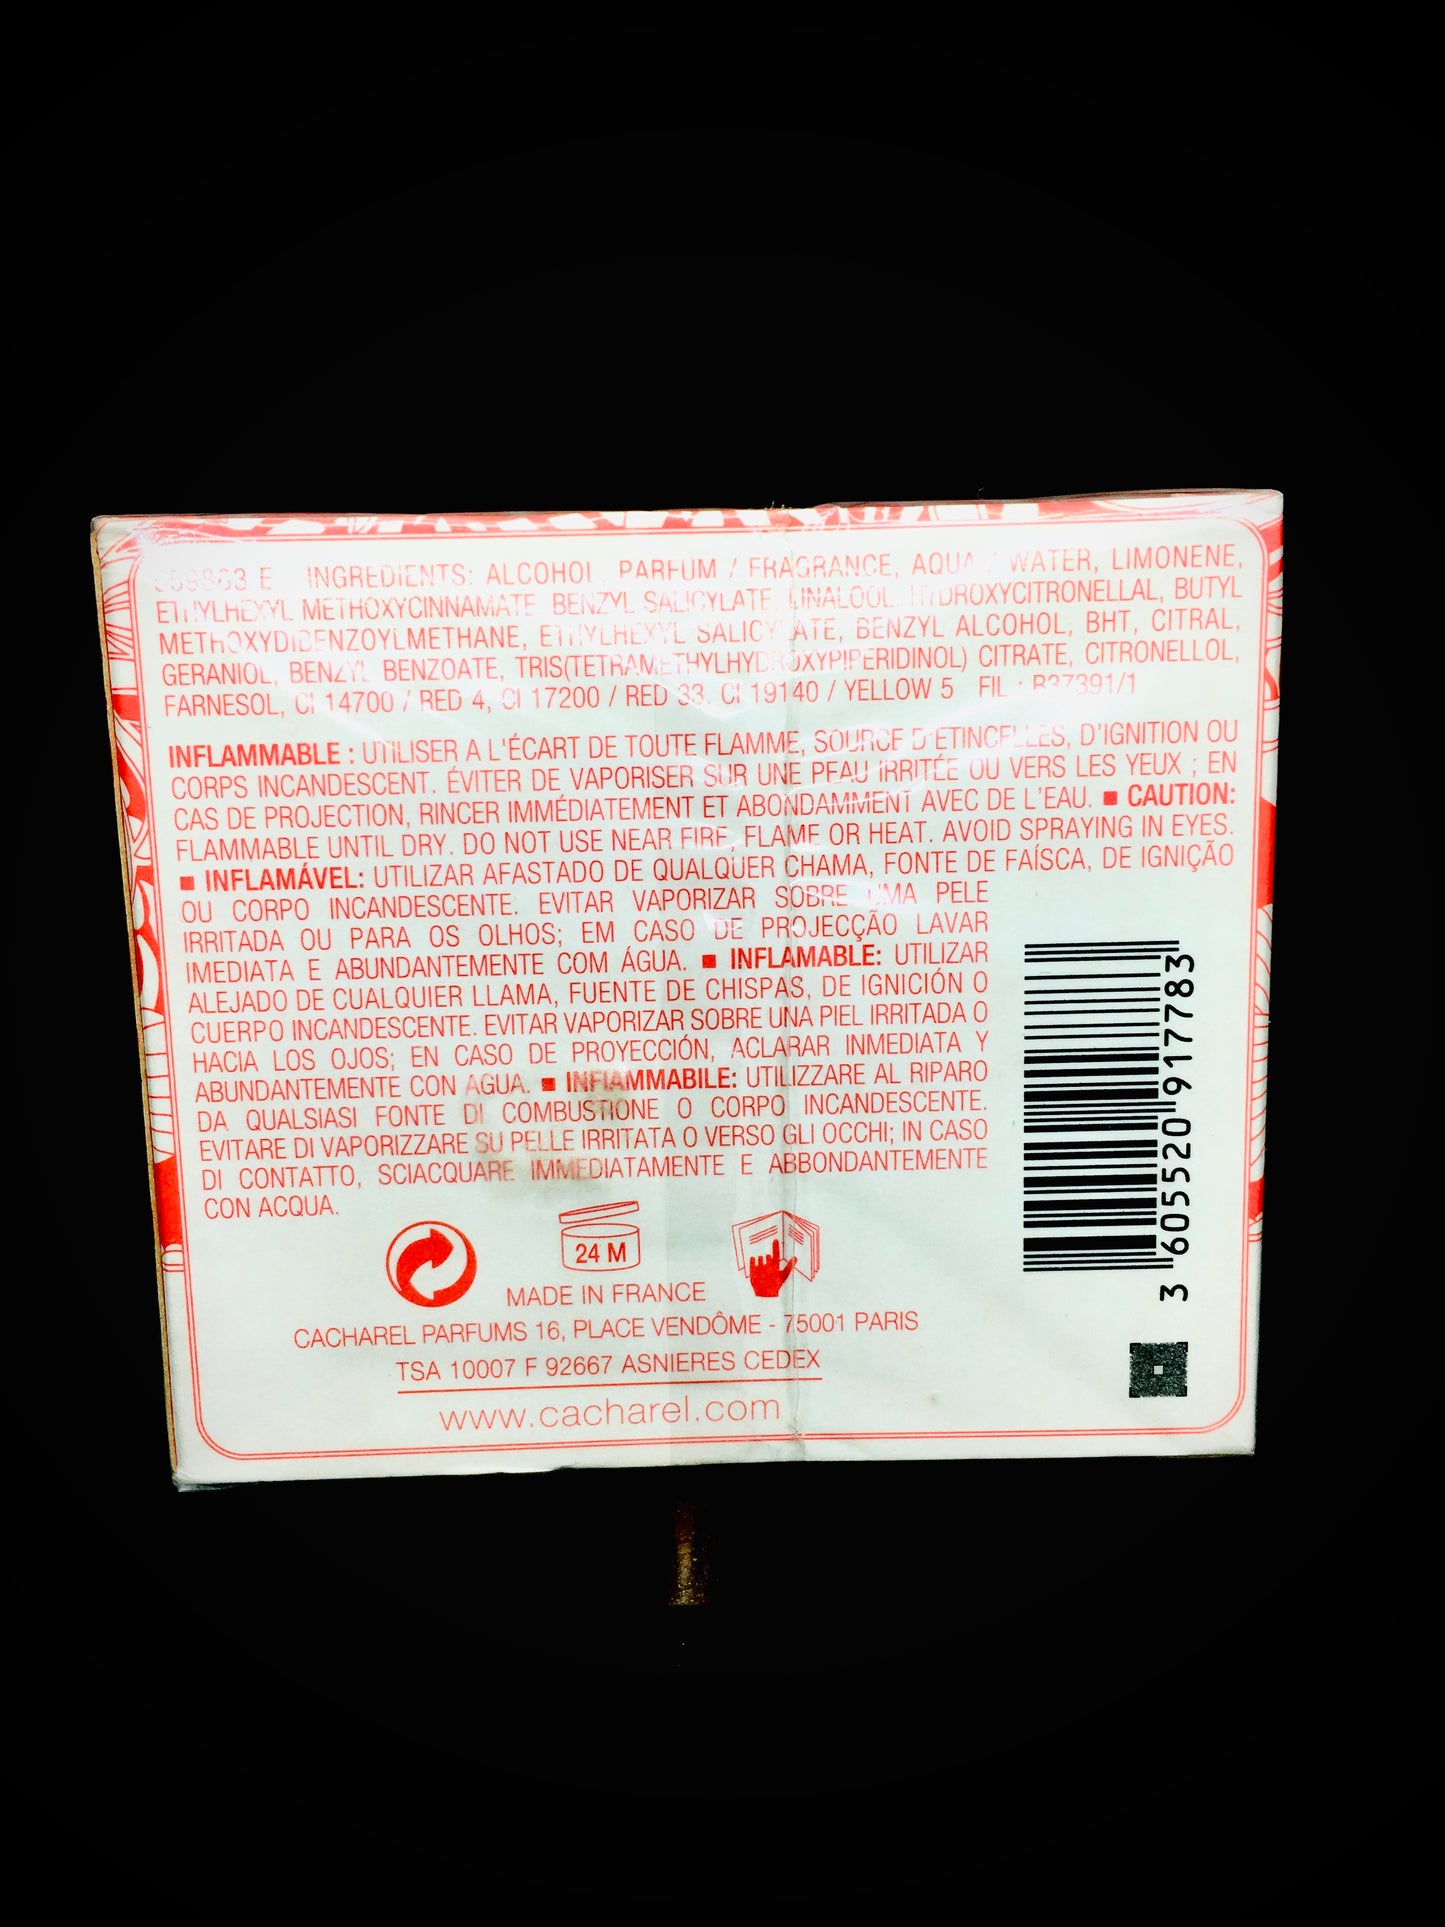 E INGREDIENTS: ALCOHOL, PARFUM / FRAGRANCE, AQUA / WATER, LIMONENE,
ETHYLHEXYL METHOXYCINNAMATE, BENZYL SALICYLATE, LINALOOL, HYDROXYCITRONELLAL, BUTYL
METHOXYDIBENZOYLMETHANE, ETHYLHEXYL SALICYLATE, BENZYL ALCOHOL, BHT, CITRAL,
GERANIOL, BENZYL BENZOATE, TRIS(TETRAMETHYLHYDROXYPIPERIDINOL) CITRATE, CITRONELLOL,
FARNESOL, CI 14700 / RED 4, CI 17200 / RED 33, CI 19140 / YELLOW 5 FIL : B37391/1
INFLAMMABLE : UTILISER A L'ÉCART DE TOUTE FLAMME, SOURCE D'ETINCELLES, D'IGNITION OU
CORPS INCANDESCENT. ÉVITER DE VAPORISER SUR UNE PEAU IRRITÉE OU VERS LES YEUX ; EN
CAS DE PROJECTION, RINCER IMMÉDIATEMENT ET ABONDAMMENT AVEC DE L'EAU. ■ CAUTION:
FLAMMABLE UNTIL DRY. DO NOT USE NEAR FIRE, FLAME OR HEAT. AVOID SPRAYING IN EYES.
■ INFLAMÁVEL: UTILIZAR AFASTADO DE QUALQUER CHAMA, FONTE DE FAÍSCA, DE IGNIÇÃO
OU CORPO INCANDESCENTE. EVITAR VAPORIZAR SOBRE UMA PELE
IRRITADA OU PARA OS OLHOS; EM CASO DE PROJECÇÃO LAVAR
IMEDIATA E ABUNDANTEMENTE COM ÁGUA. ■ INFLAMABLE: UTILIZAR
ALEJADO DE CUALQUIER LLAMA, FUENTE DE CHISPAS, DE IGNICIÓN O
CUERPO INCANDESCENTE. EVITAR VAPORIZAR SOBRE UNA PIEL IRRITADA O
HACIA LOS OJOS; EN CASO DE PROYECCIÓN, ACLARAR INMEDIATA Y
ABUNDANTEMENTE CON AGUA. ■ INFIAMMABILE: UTILIZZARE AL RIPARO
DA QUALSIASI FONTE DI COMBUSTIONE O CORPO INCANDESCENTE.
EVITARE DI VAPORIZZARE SU PELLE IRRITATA O VERSO GLI OCCHI; IN CASO
DI CONTATTO, SCIACQUARE IMMEDIATAMENTE E ABBONDANTEMENTE
CON ACQUA.
24 M
MADE IN FRANCE
CACHAREL PARFUMS 16, PLACE VENDÔME - 75001 PARIS
TSA 10007 F 92667 ASNIERES CEDEX
www.cacharel.com
3 605520 917783